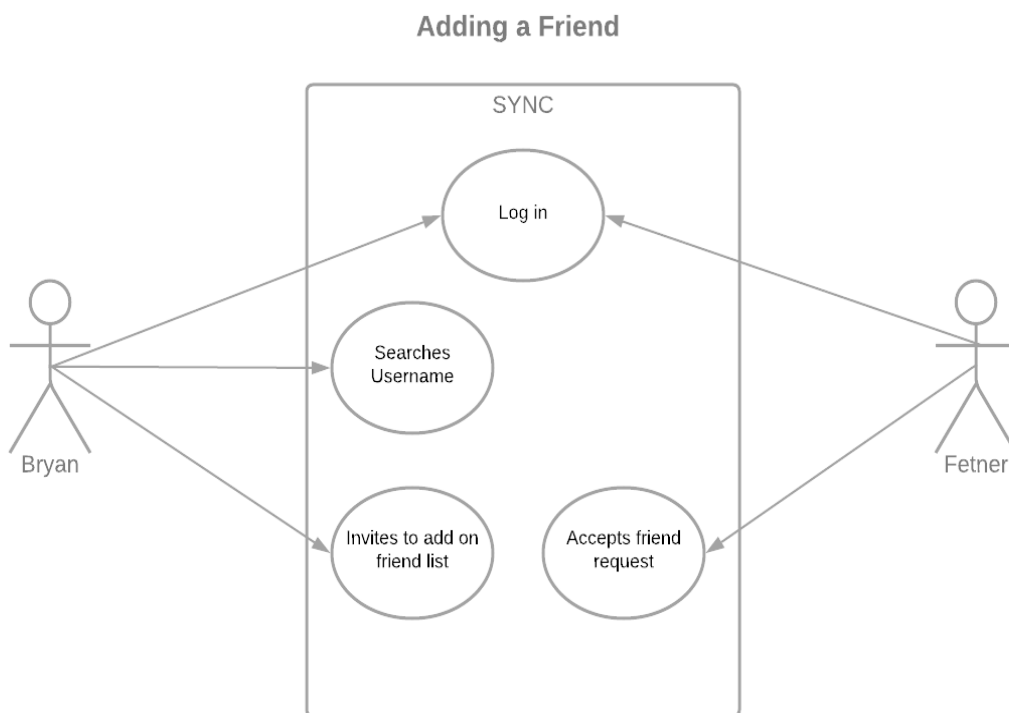 Adding a Friend
SYNC
Log in
Searches
Username
Bryan
Fetner
Invites to add on
friend list
Accepts friend
request